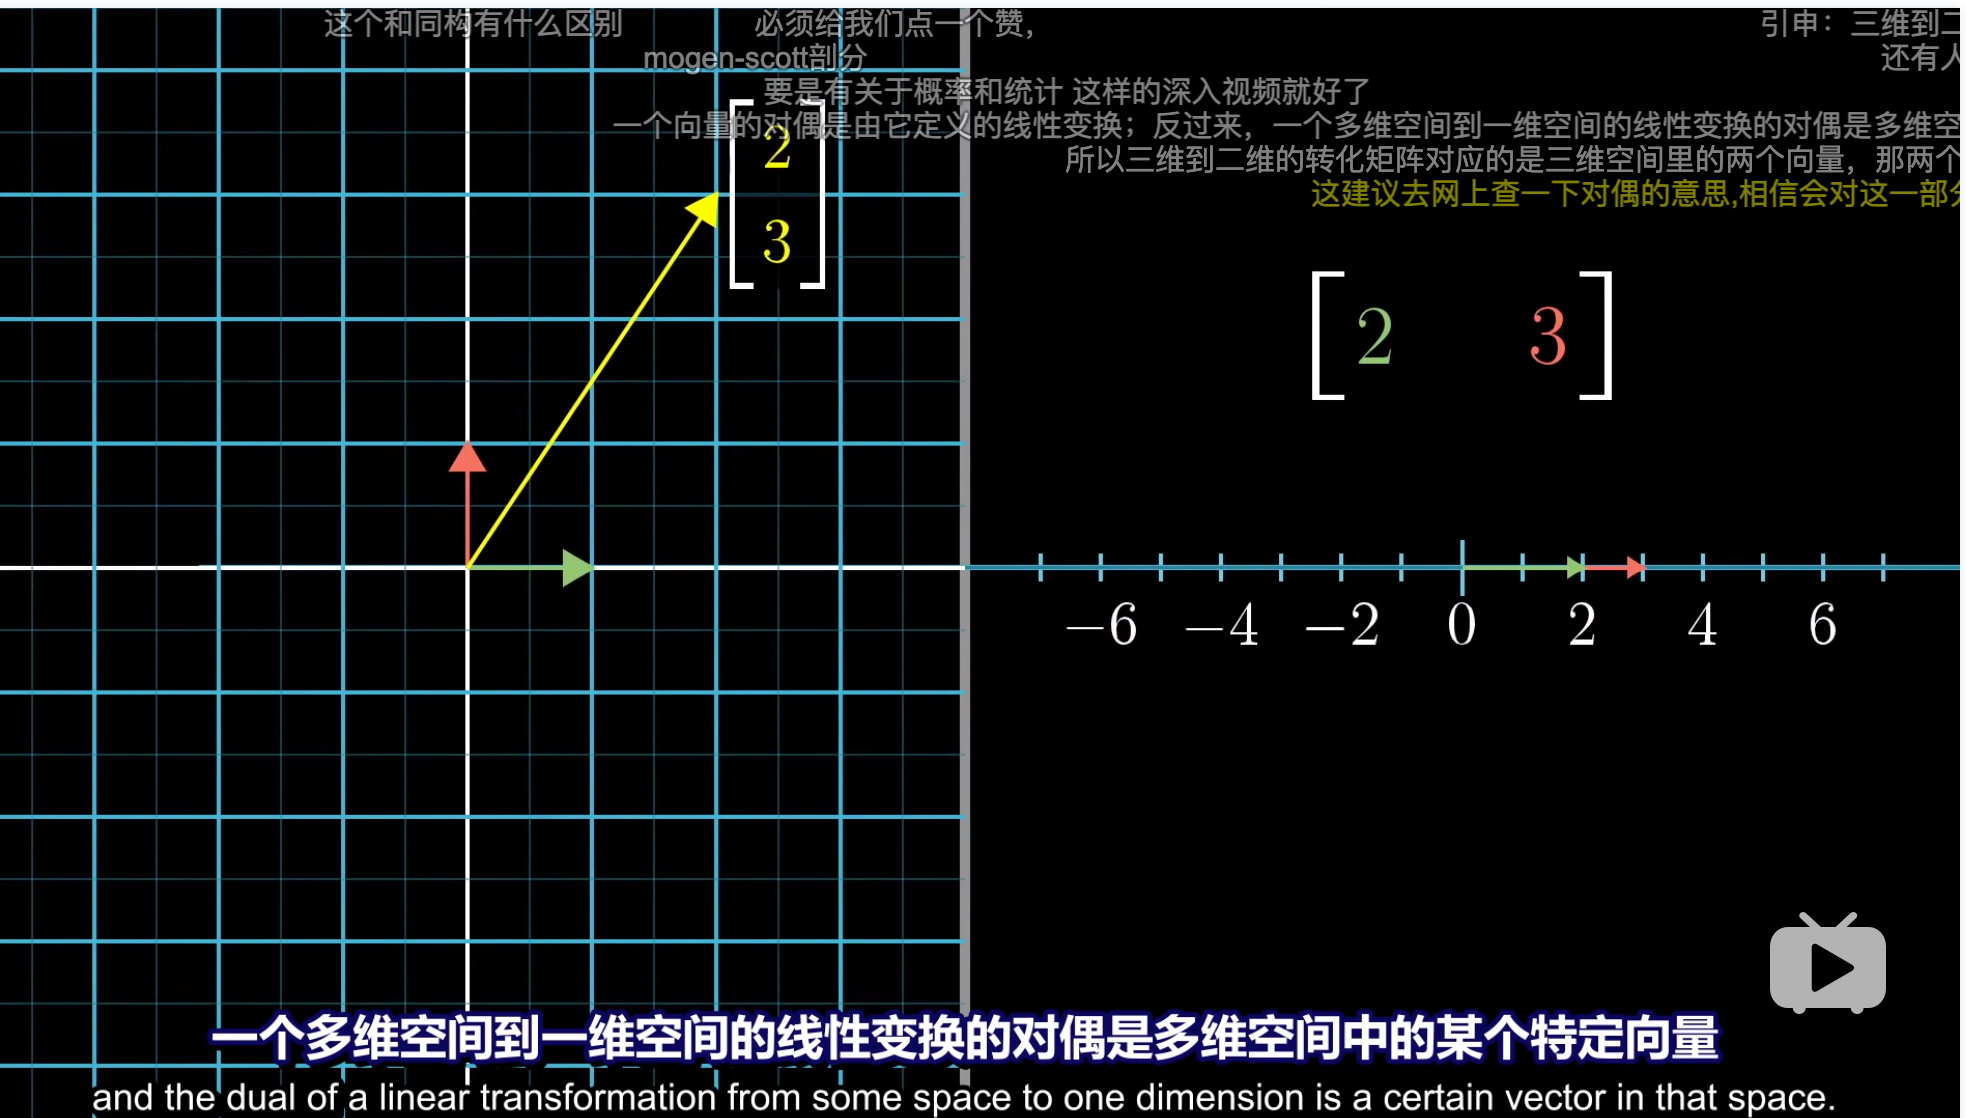 这个和同构有什么区别
必须给我们点一个赞，
引申：三维到二
mogen-scott剖分
还有人
要是有关于概率和统计 这样的深入视频就好了
一个向量的对偶是由它定义的线性变换；反过来，一个多维空间到一维空间的线性变换的对偶是多维空
所以三维到二维的转化矩阵对应的是三维空间里的两个向量，那两个
这建议去网上查一下对偶的意思,相信会对这一部分
2
3
2 3
−6 −4 −2 0 2 4 6
一个多维空间到一维空间的线性变换的对偶是多维空间中的某个特定向量
and the dual of a linear transformation from some space to one dimension is a certain vector in that space.